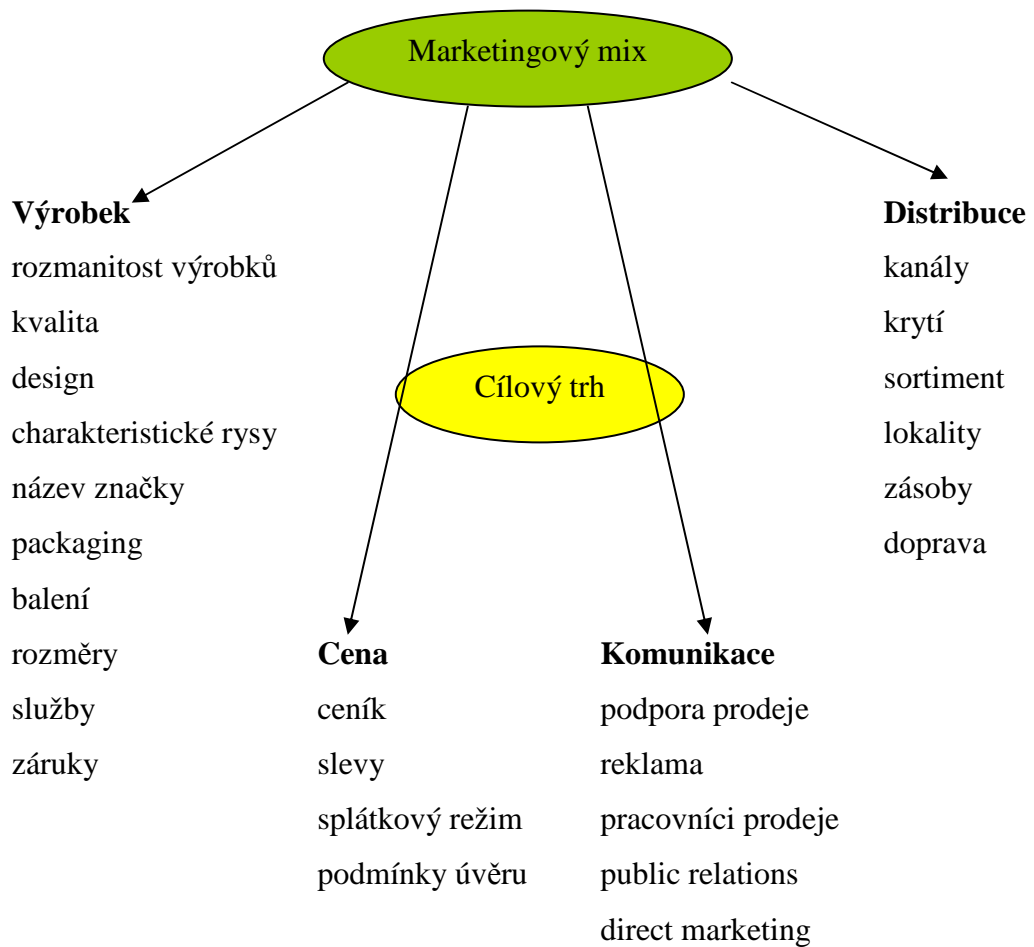 Marketingový mix
Výrobek
rozmanitost výrobků
kvalita
design
charakteristické rysy
název značky
packaging
balení
rozměry
služby
záruky
Cílový trh
Cena
ceník
slevy
splátkový režim
podmínky úvěru
Komunikace
podpora prodeje
reklama
pracovníci prodeje
public relations
direct marketing
Distribuce
kanály
krytí
sortiment
lokality
zásoby
doprava